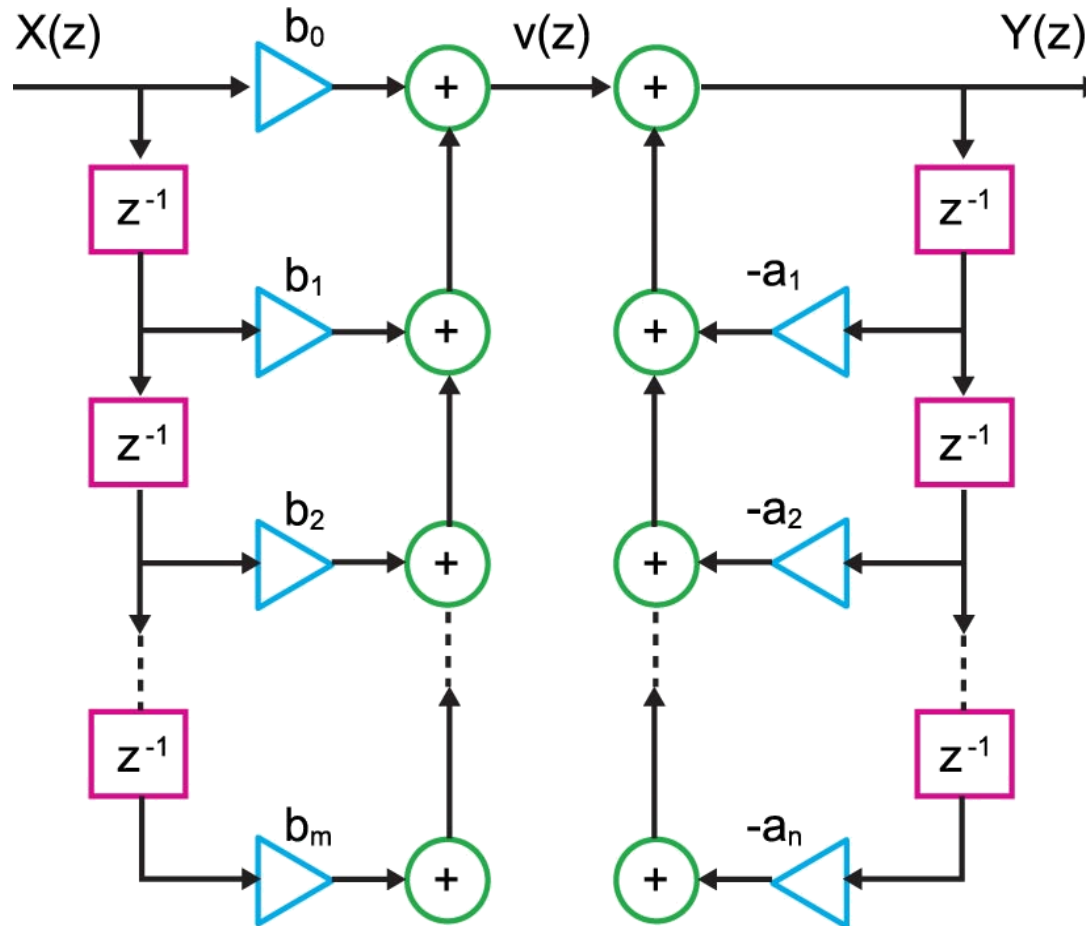 X(z) b₀ v(z) Y(z)
+ +
z⁻¹ z⁻¹
b₁ -a₁
+ +
z⁻¹ z⁻¹
b₂ -a₂
+ +
z⁻¹ z⁻¹
bₘ -aₙ
+ +